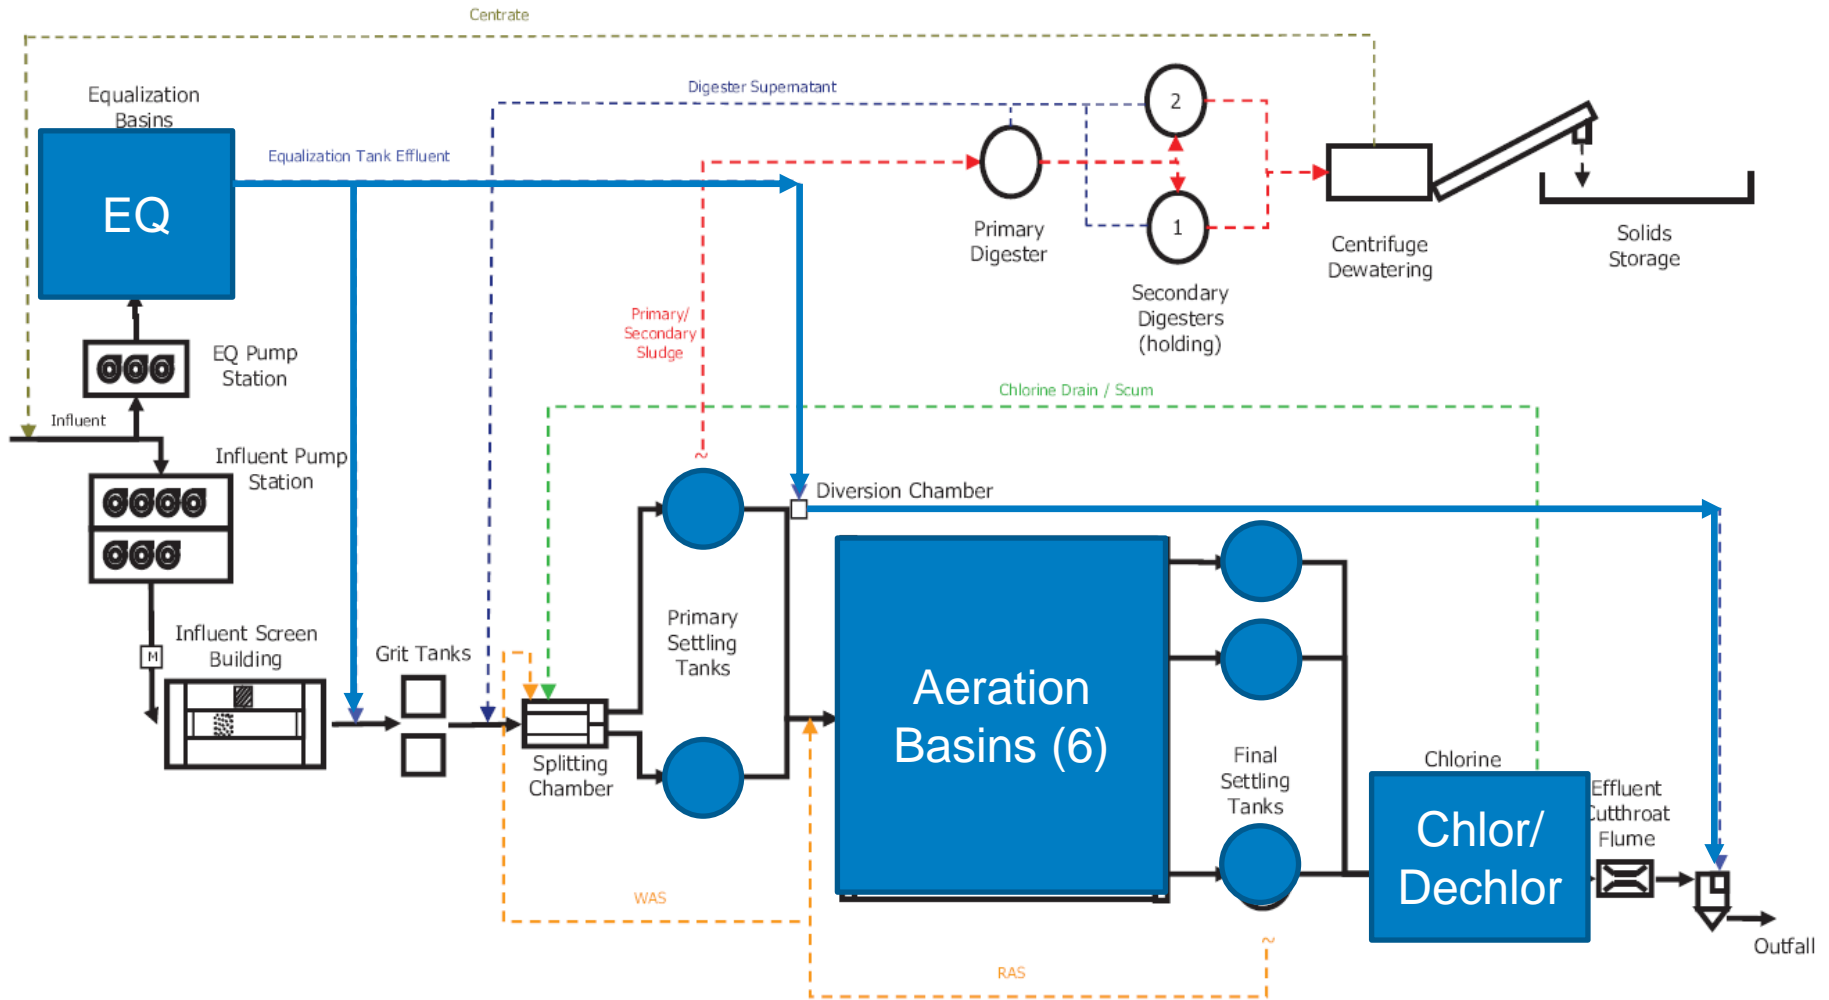 Centrate
Equalization
Basins
Digester Supernatant
2
Equalization Tank Effluent
EQ
1
Primary
Digester
Solids
Storage
Centrifuge
Dewatering
Secondary
Digesters
(holding)
Primary/
Secondary
Sludge
EQ Pump
Station
Chlorine Drain / Scum
Influent
Influent Pump
Station
~
Diversion Chamber
Primary
Settling
Tanks
Influent Screen
Building
M
Grit Tanks
Aeration
Basins (6)
Splitting
Chamber
Final
Settling
Tanks
Chlorine
Effluent
Cutthroat
Flume
Chlor/
Dechlor
WAS
~
Outfall
RAS